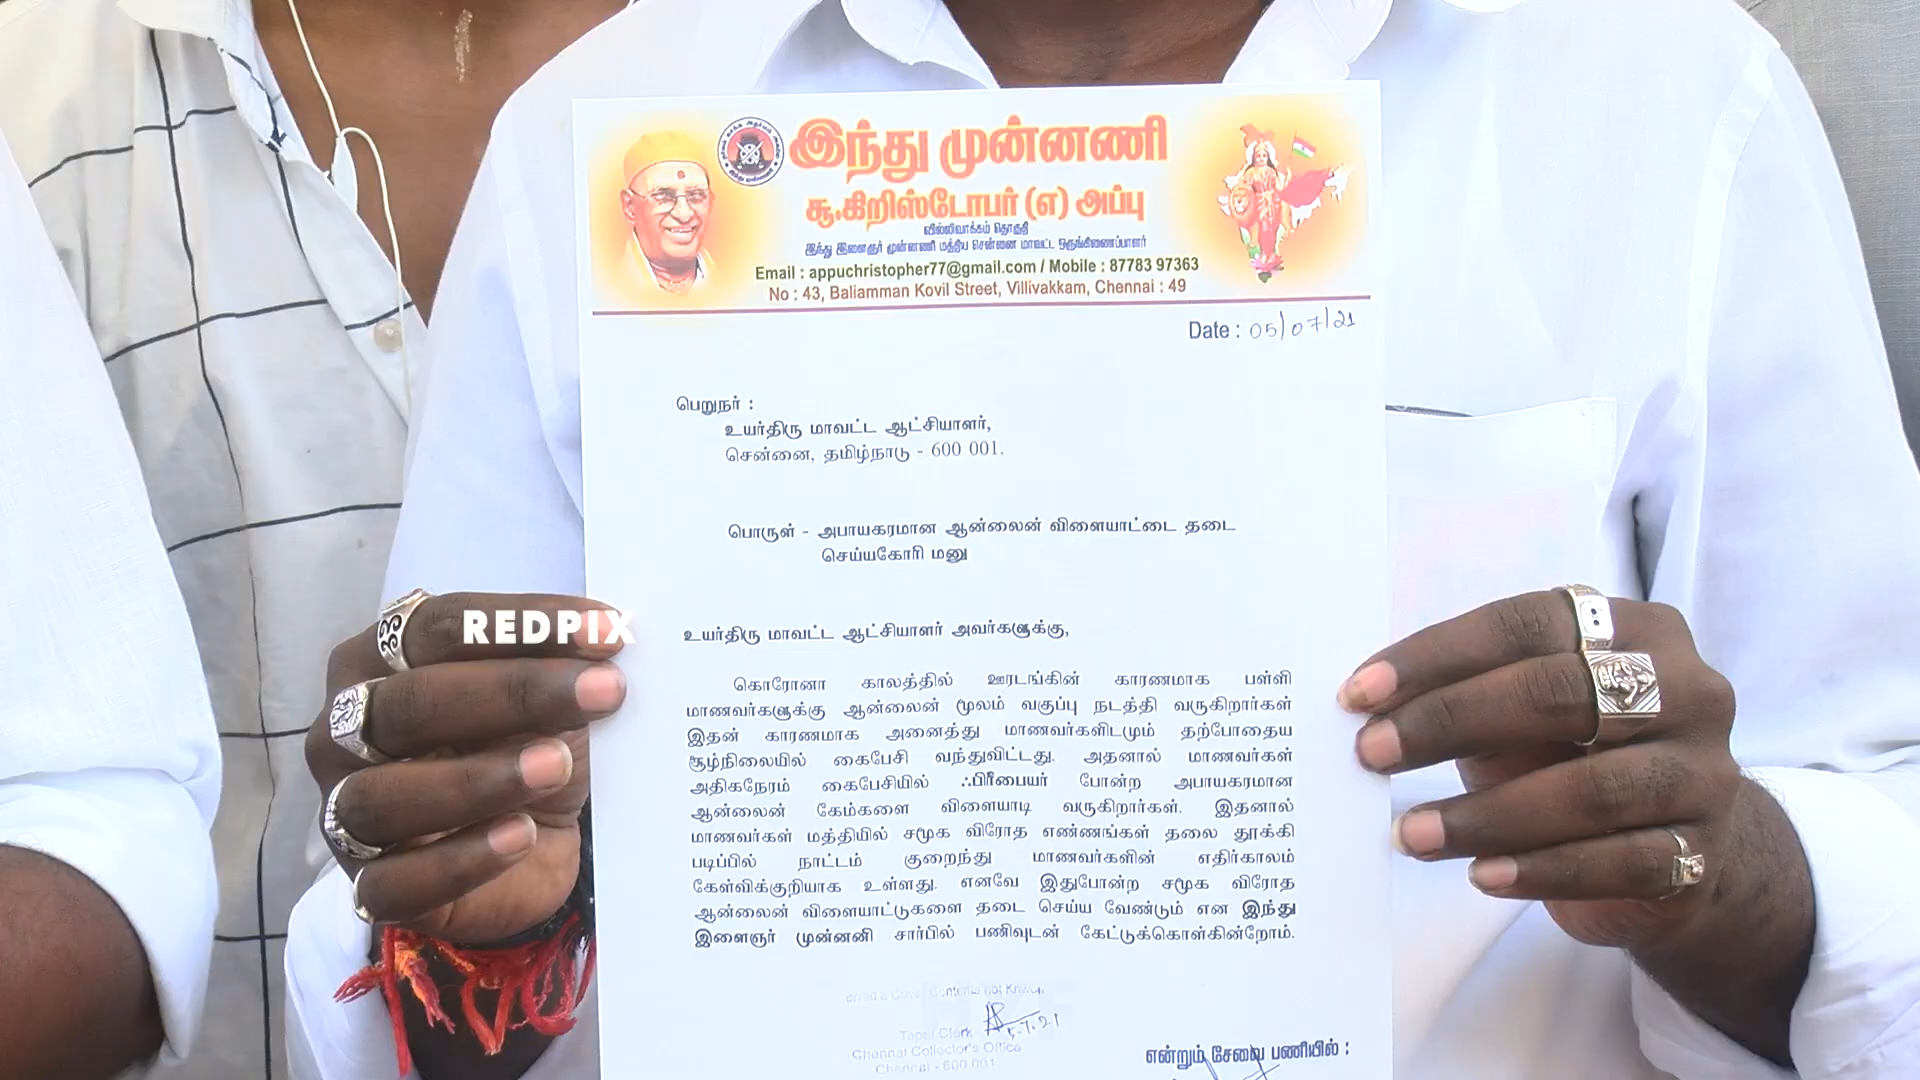 இந்து முன்னணி
சூ.கிறிஸ்டோபர் (எ) அப்பு
வில்லிவாக்கம் தொகுதி
இந்து இளைஞர் முன்னணி மத்திய சென்னை மாவட்ட ஒருங்கிணைப்பாளர்
Email : appuchristopher77@gmail.com / Mobile : 87783 97363
No : 43, Baliamman Kovil Street, Villivakkam, Chennai : 49
Date : 05/07/21
பெறுநர் :
உயர்திரு மாவட்ட ஆட்சியாளர்,
சென்னை, தமிழ்நாடு - 600 001.
பொருள் - அபாயகரமான ஆன்லைன் விளையாட்டை தடை
செய்யகோரி மனு
REDPIX
உயர்திரு மாவட்ட ஆட்சியாளர் அவர்களுக்கு,
கொரோனா காலத்தில் ஊரடங்கின் காரணமாக பள்ளி
மாணவர்களுக்கு ஆன்லைன் மூலம் வகுப்பு நடத்தி வருகிறார்கள்
இதன் காரணமாக அனைத்து மாணவர்களிடமும் தற்போதைய
சூழ்நிலையில் கைபேசி வந்துவிட்டது. அதனால் மாணவர்கள்
அதிகநேரம் கைபேசியில் ஃபிரீபையர் போன்ற அபாயகரமான
ஆன்லைன் கேம்களை விளையாடி வருகிறார்கள். இதனால்
மாணவர்கள் மத்தியில் சமூக விரோத எண்ணங்கள் தலை தூக்கி
படிப்பில் நாட்டம் குறைந்து மாணவர்களின் எதிர்காலம்
கேள்விக்குறியாக உள்ளது. எனவே இதுபோன்ற சமூக விரோத
ஆன்லைன் விளையாட்டுகளை தடை செய்ய வேண்டும் என இந்து
இளைஞர் முன்னனி சார்பில் பணிவுடன் கேட்டுக்கொள்கின்றோம்.
Contents not Known
Tapal Clerk 5.7.21
Chennai Collector's Office
Chennai - 600 001
என்றும் சேவை பணியில் :